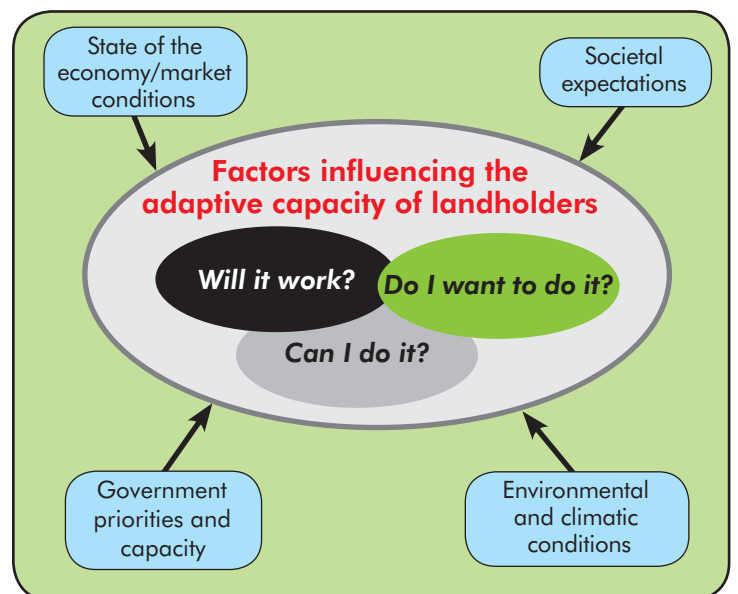 State of the
economy/market
conditions
Societal
expectations
Factors influencing the
adaptive capacity of landholders
Will it work?
Do I want to do it?
Can I do it?
Government
priorities and
capacity
Environmental
and climatic
conditions